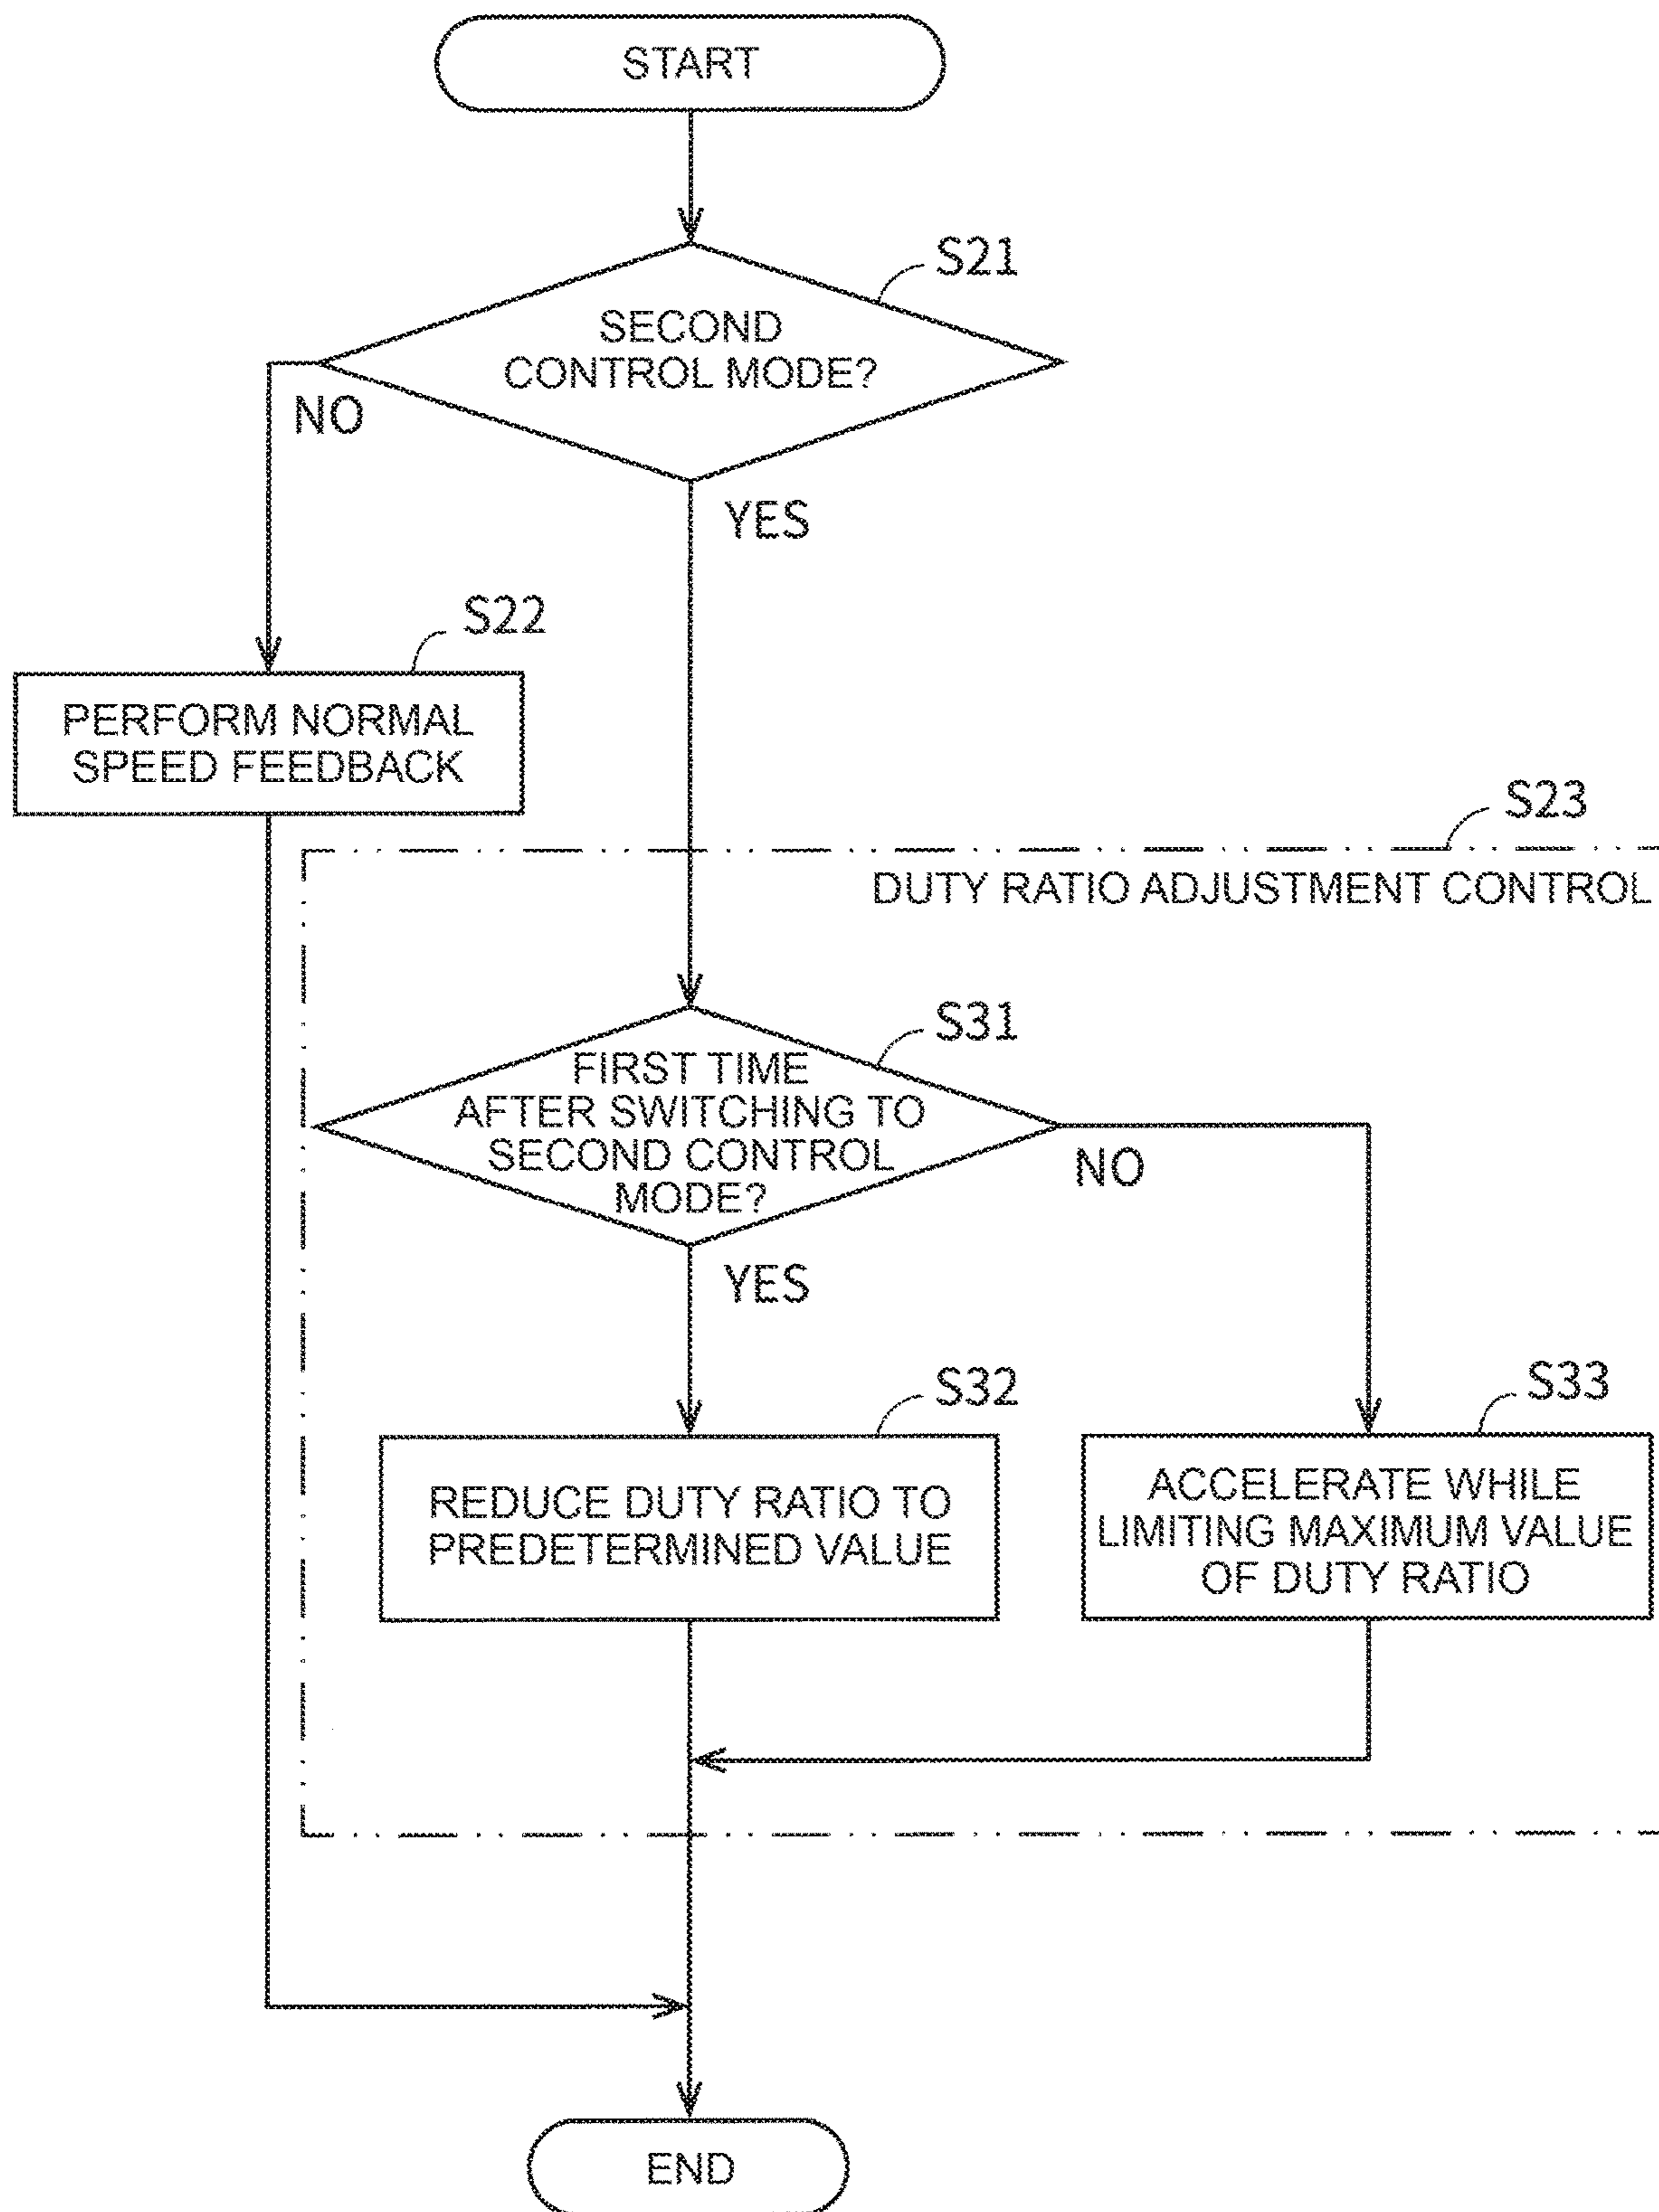 START
S21
SECOND
CONTROL MODE?
NO
YES
S22
PERFORM NORMAL
SPEED FEEDBACK
S23
DUTY RATIO ADJUSTMENT CONTROL
S31
FIRST TIME
AFTER SWITCHING TO
SECOND CONTROL
MODE?
NO
YES
S32
REDUCE DUTY RATIO TO
PREDETERMINED VALUE
S33
ACCELERATE WHILE
LIMITING MAXIMUM VALUE
OF DUTY RATIO
END